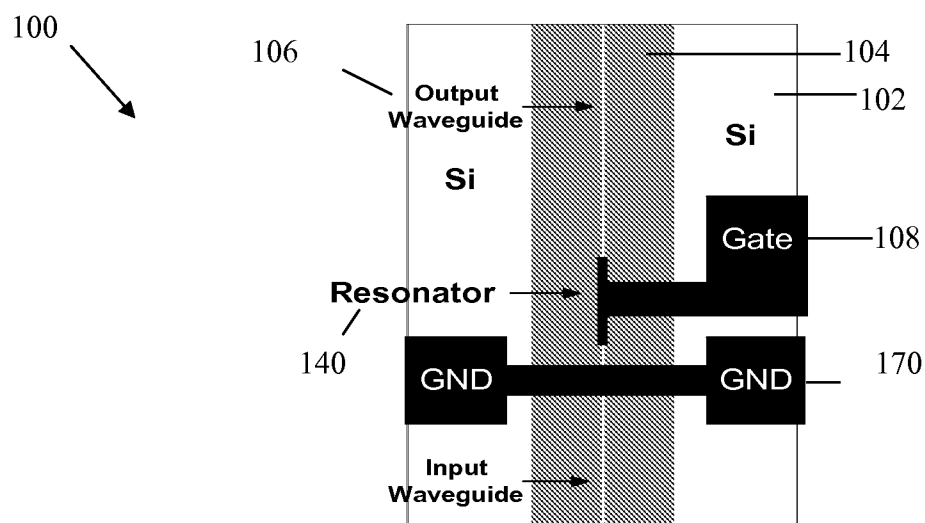 100
106
104
102
Output
Waveguide
Si
Si
Gate
108
Resonator
140
GND
GND
170
Input
Waveguide